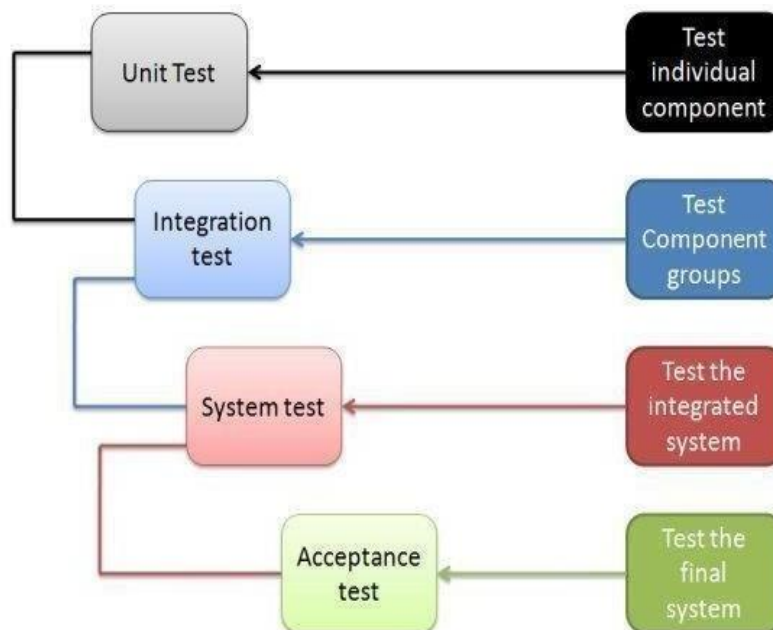 Unit Test
Test
individual
component
Integration
test
Test
Component
groups
System test
Test the
integrated
system
Acceptance
test
Test the
final
system